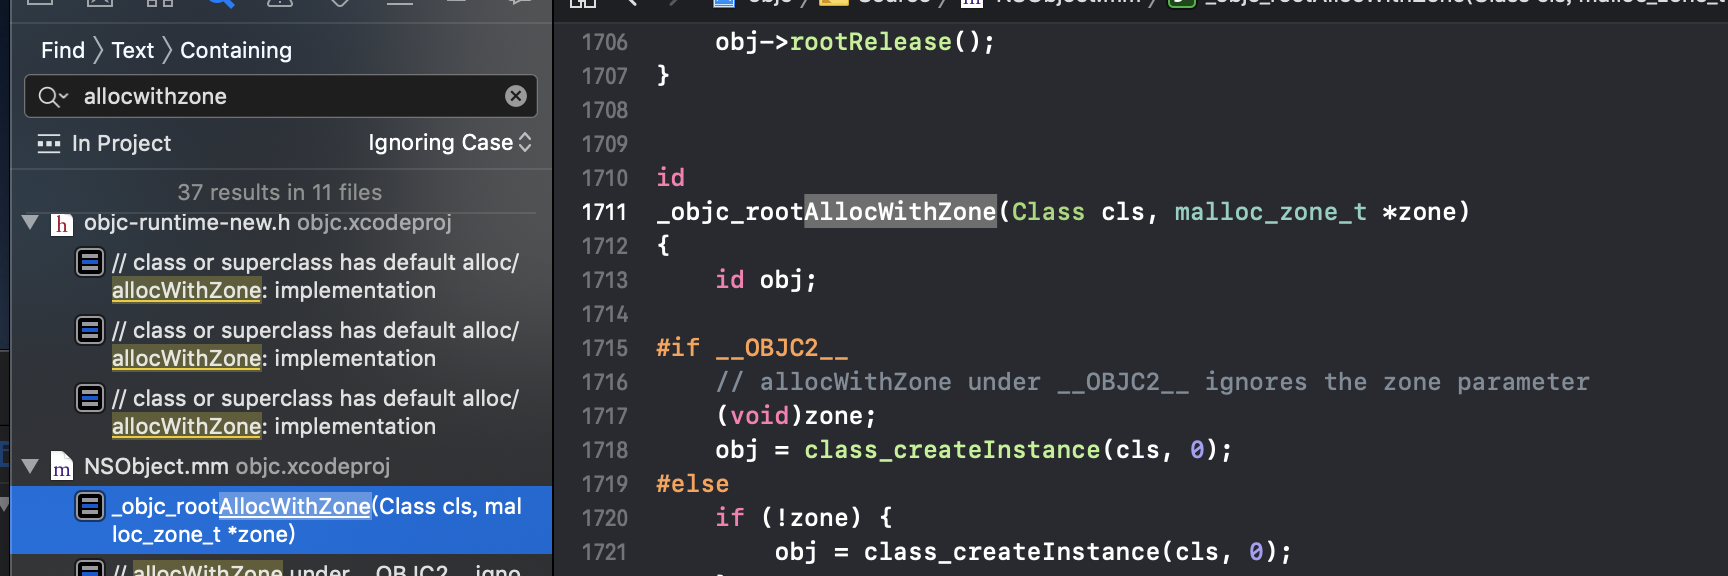 Find 〉 Text 〉 Containing
allocwithzone
In Project
Ignoring Case
37 results in 11 files
objc-runtime-new.h objc.xcodeproj
// class or superclass has default alloc/
allocWithZone: implementation
// class or superclass has default alloc/
allocWithZone: implementation
// class or superclass has default alloc/
allocWithZone: implementation
NSObject.mm objc.xcodeproj
_objc_rootAllocWithZone(Class cls, mal
loc_zone_t *zone)
// allocWithZone under __OBJC2__ igno
1706 obj->rootRelease();
1707 }
1708
1709
1710 id
1711 _objc_rootAllocWithZone(Class cls, malloc_zone_t *zone)
1712 {
1713 id obj;
1714
1715 #if __OBJC2__
1716 // allocWithZone under __OBJC2__ ignores the zone parameter
1717 (void)zone;
1718 obj = class_createInstance(cls, 0);
1719 #else
1720 if (!zone) {
1721 obj = class_createInstance(cls, 0);